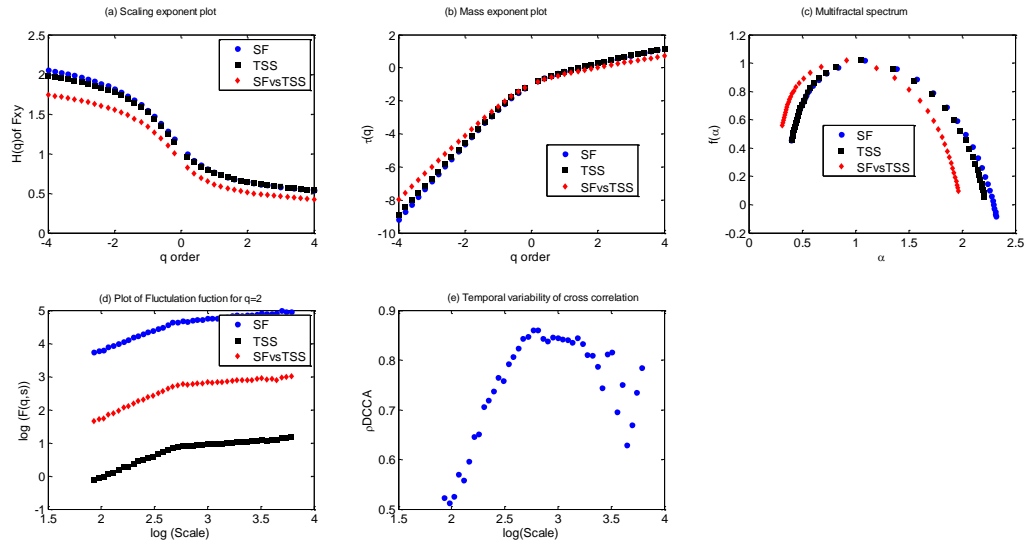 (a) Scaling exponent plot
H(q)of Fxy
2.5
2
1.5
1
0.5
0
-4
-2
0
2
4
q order
SF
TSS
SFvsTSS
(b) Mass exponent plot
τ(q)
2
0
-2
-4
-6
-8
-10
-4
-2
0
2
4
q order
SF
TSS
SFvsTSS
(c) Multifractal spectrum
f(α)
1.2
1
0.8
0.6
0.4
0.2
0
-0.2
0
0.5
1
1.5
2
2.5
α
SF
TSS
SFvsTSS
(d) Plot of Fluctulation fuction for q=2
log (F(q,s))
5
4
3
2
1
0
-1
1.5
2
2.5
3
3.5
4
log (Scale)
SF
TSS
SFvsTSS
(e) Temporal variability of cross correlation
ρDCCA
0.9
0.8
0.7
0.6
0.5
1.5
2
2.5
3
3.5
4
log(Scale)